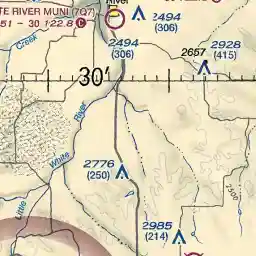 TE RIVER MUNI (7Q7)
51 - 30 122.8 C
River
2494
(306)
2494
(306)
2657
2928
(415)
Creek
30'
River
White
Little
2776
(250)
2500
2985
(214)